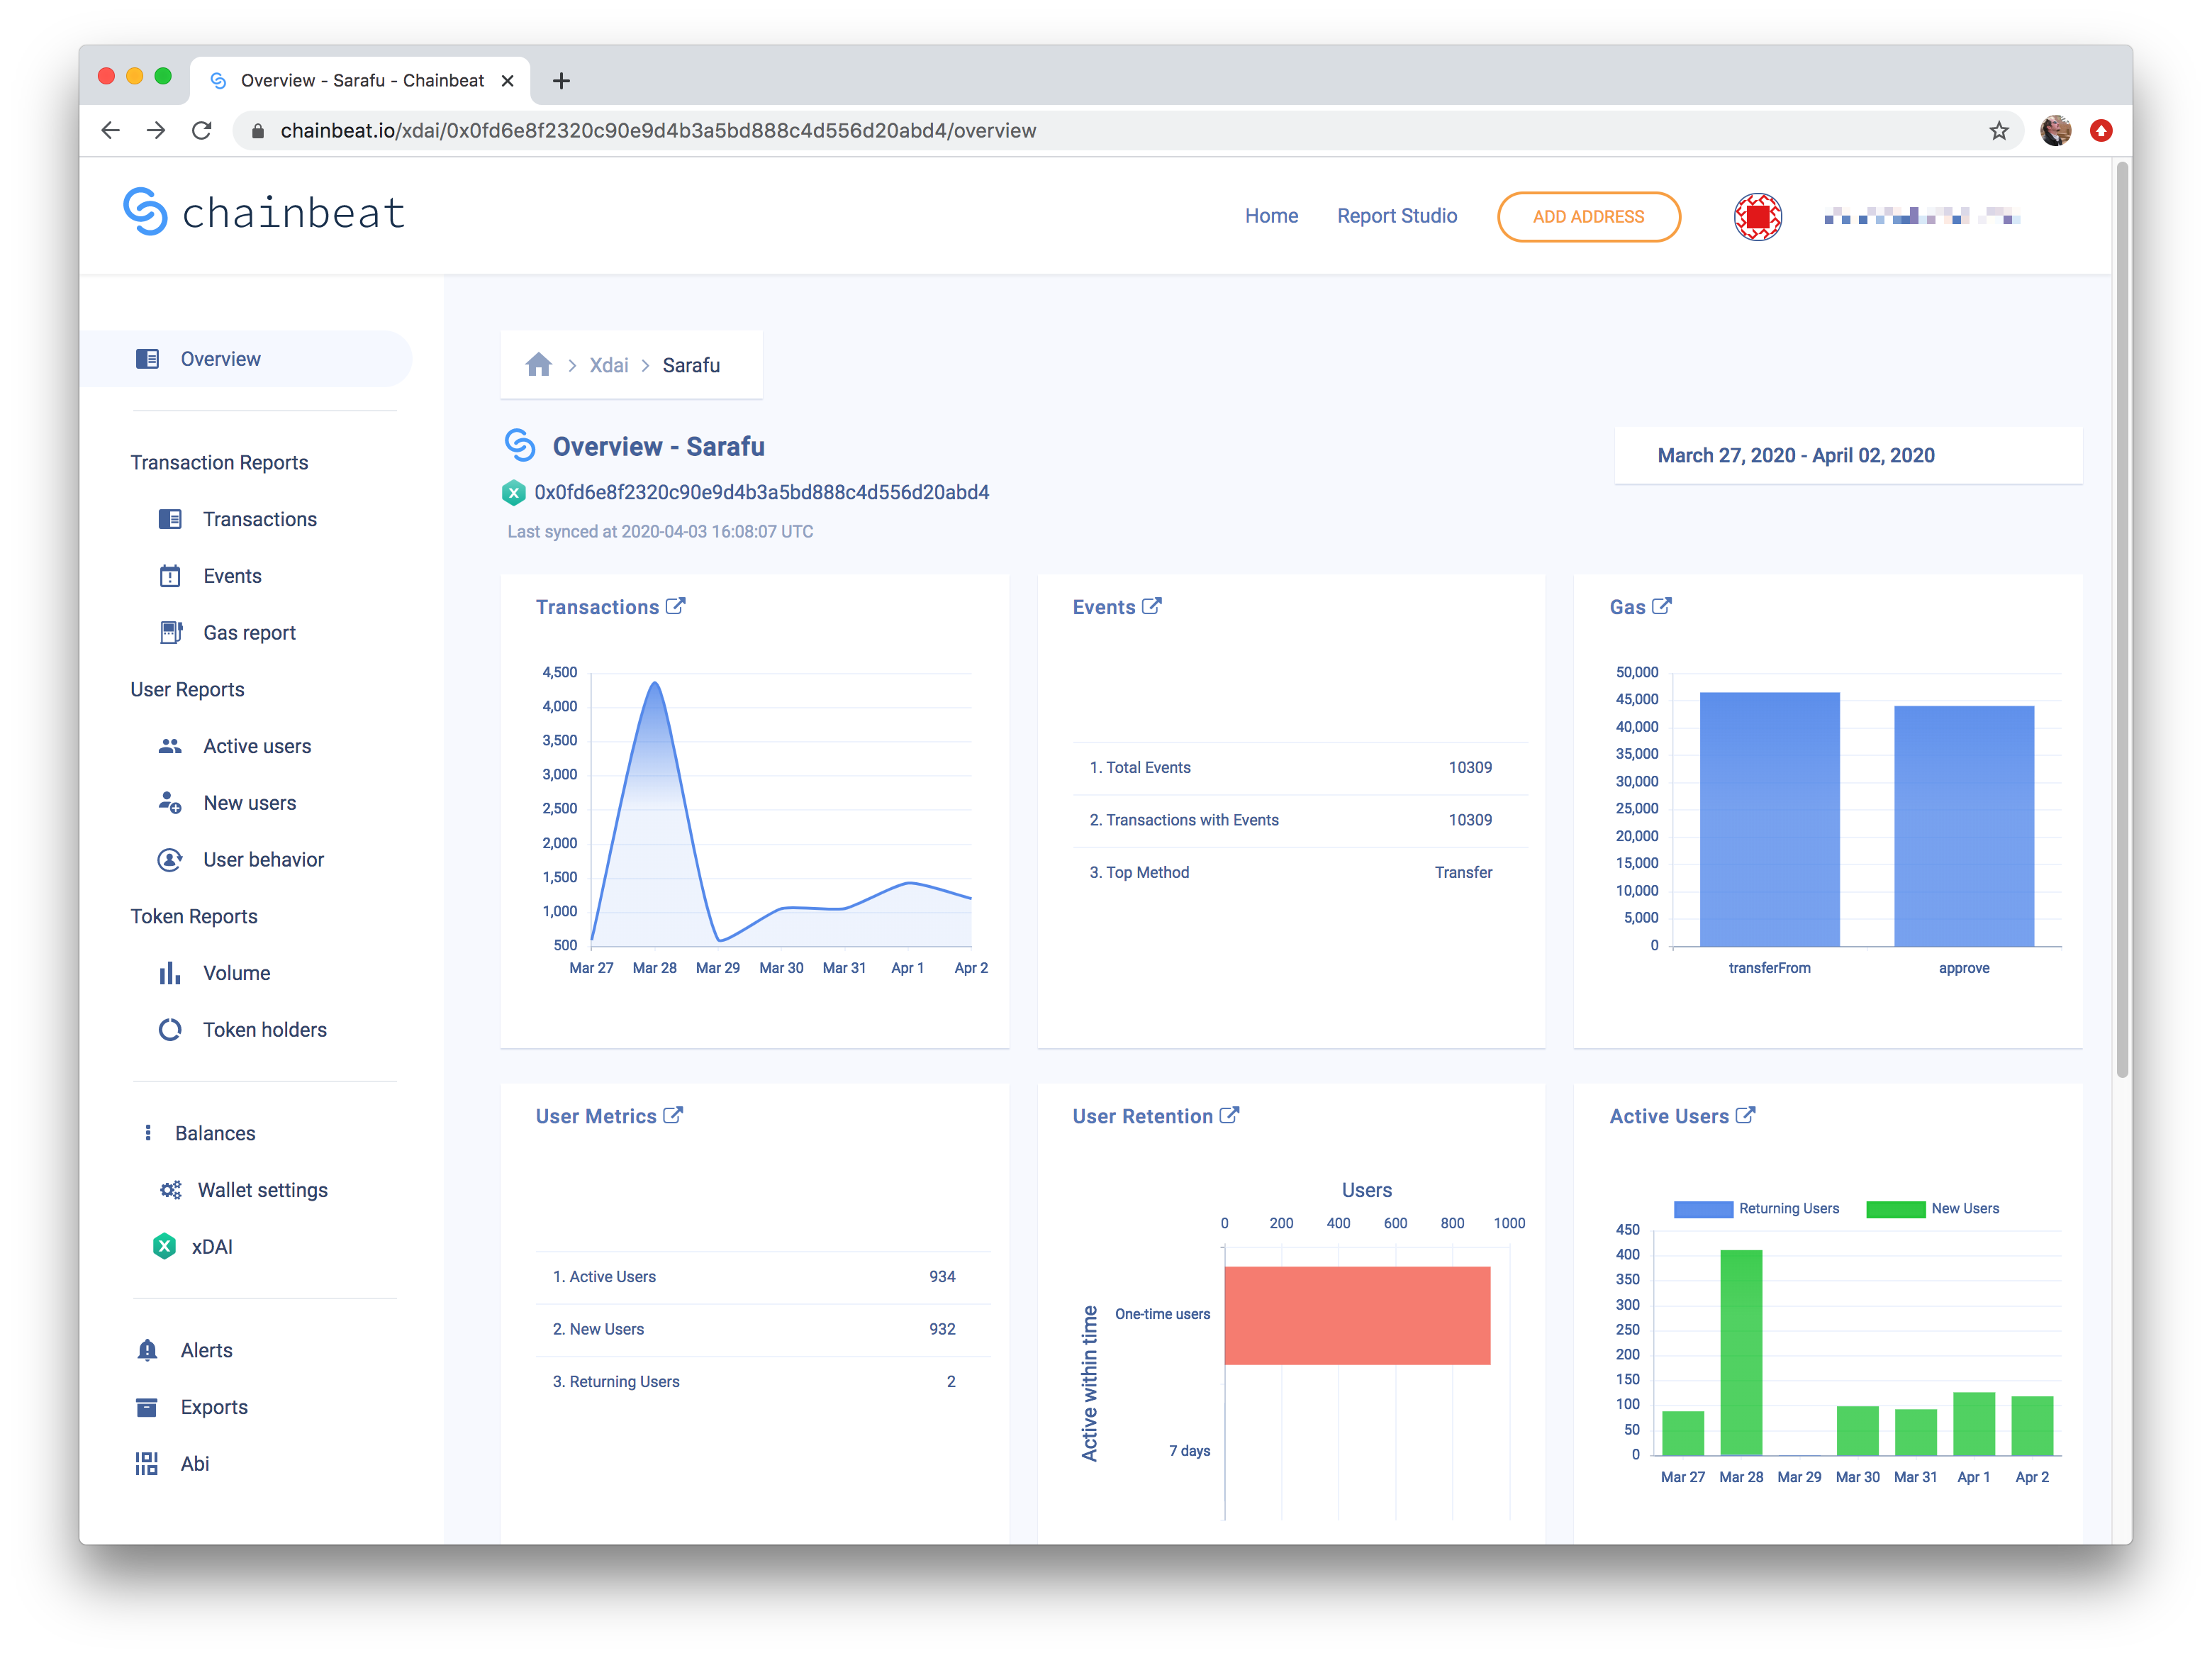 Overview - Sarafu - Chainbeat
chainbeat.io/xdai/0x0fd6e8f2320c90e9d4b3a5bd888c4d556d20abd4/overview
chainbeat
Home
Report Studio
ADD ADDRESS
Overview
Transaction Reports
Transactions
Events
Gas report
User Reports
Active users
New users
User behavior
Token Reports
Volume
Token holders
Balances
Wallet settings
xDAI
Alerts
Exports
Abi
Xdai > Sarafu
Overview - Sarafu
0x0fd6e8f2320c90e9d4b3a5bd888c4d556d20abd4
Last synced at 2020-04-03 16:08:07 UTC
March 27, 2020 - April 02, 2020
Transactions
4,500
4,000
3,500
3,000
2,500
2,000
1,500
1,000
500
Mar 27 Mar 28 Mar 29 Mar 30 Mar 31 Apr 1 Apr 2
Events
1. Total Events 10309
2. Transactions with Events 10309
3. Top Method Transfer
Gas
50,000
45,000
40,000
35,000
30,000
25,000
20,000
15,000
10,000
5,000
0
transferFrom approve
User Metrics
1. Active Users 934
2. New Users 932
3. Returning Users 2
User Retention
Users
0 200 400 600 800 1000
Active within time
One-time users
7 days
Active Users
Returning Users New Users
450
400
350
300
250
200
150
100
50
0
Mar 27 Mar 28 Mar 29 Mar 30 Mar 31 Apr 1 Apr 2